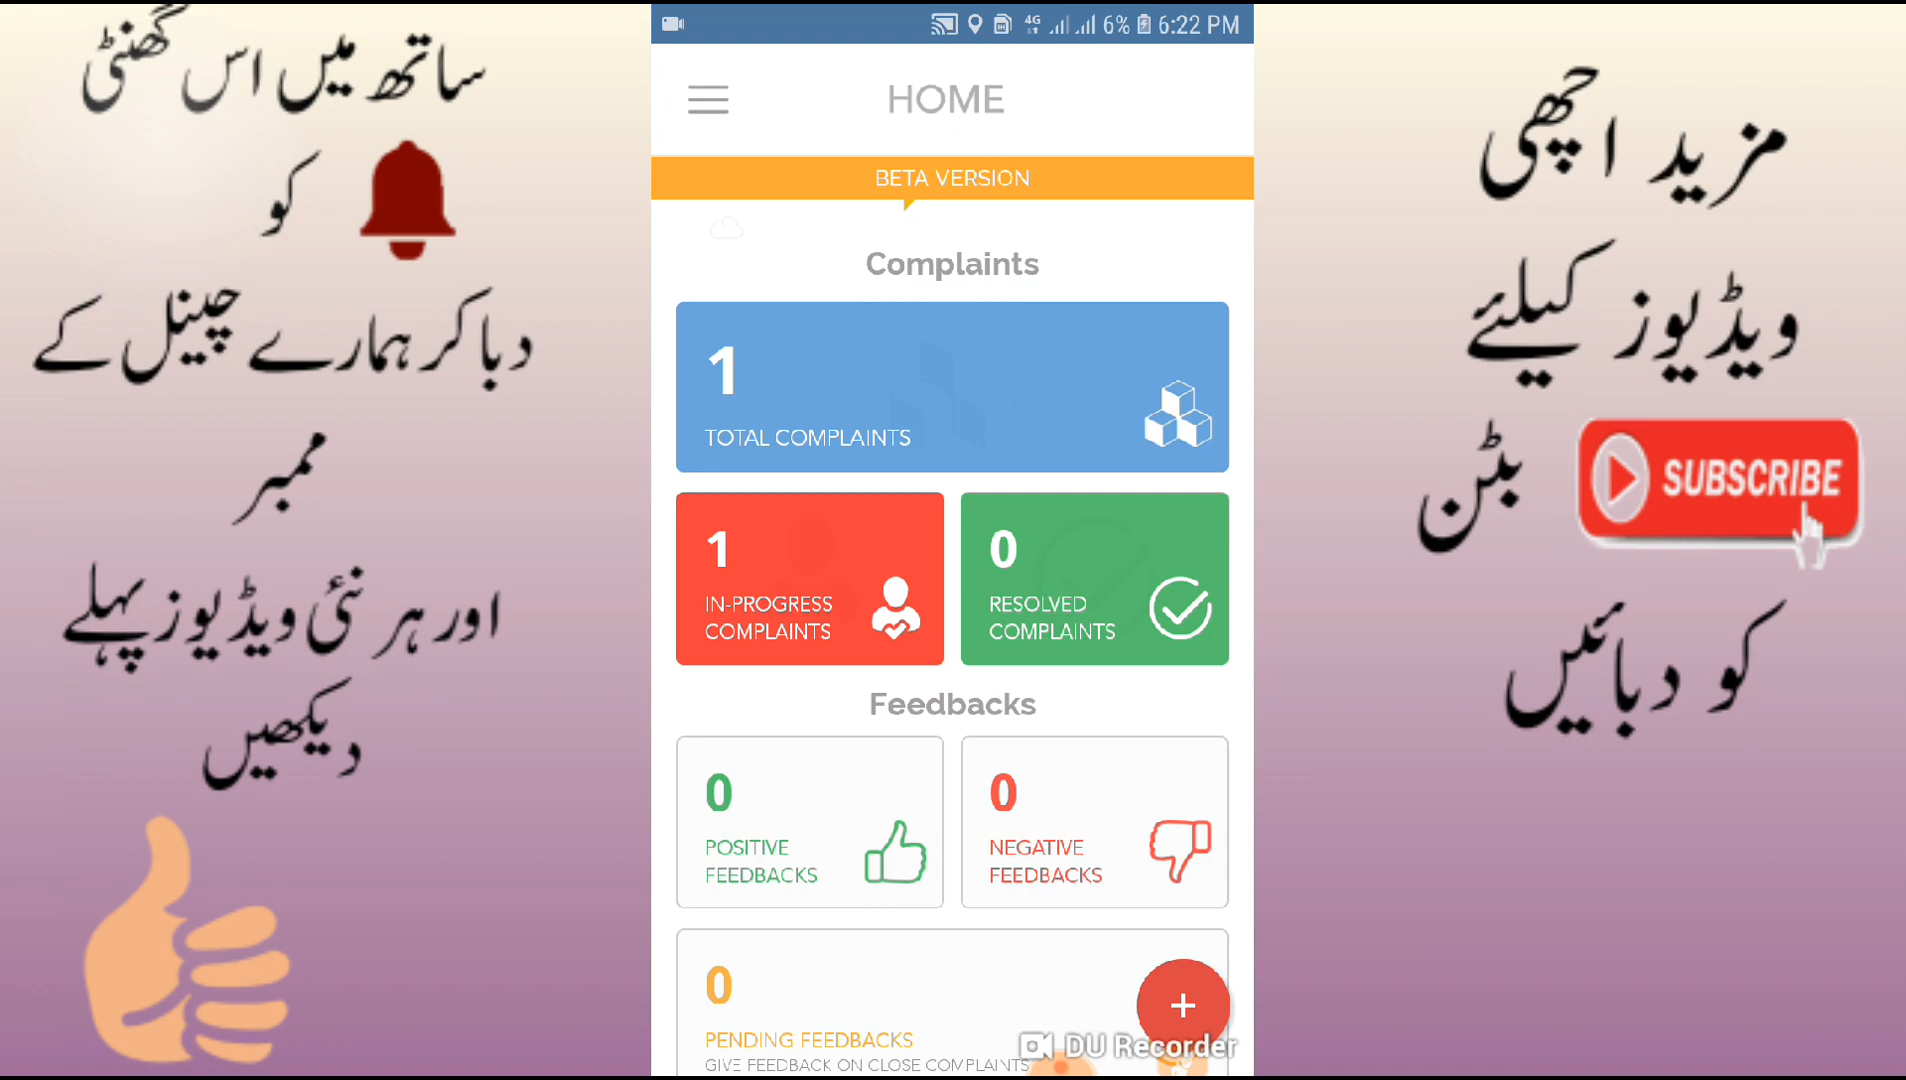 ساتھ میں اس گھنٹی
کو
دبا کر ہمارے چینل کے
ممبر
اور ہر نئی ویڈیوز پہلے
دیکھیں
4G 6% 6:22 PM
HOME
BETA VERSION
Complaints
1
TOTAL COMPLAINTS
1
IN-PROGRESS
COMPLAINTS
0
RESOLVED
COMPLAINTS
Feedbacks
0
POSITIVE
FEEDBACKS
0
NEGATIVE
FEEDBACKS
0
PENDING FEEDBACKS
GIVE FEEDBACK ON CLOSE COMPLAINTS
+
DU Recorder
مزید اچھی
ویڈیوز کیلئے
بٹن
SUBSCRIBE
کو دبائیں